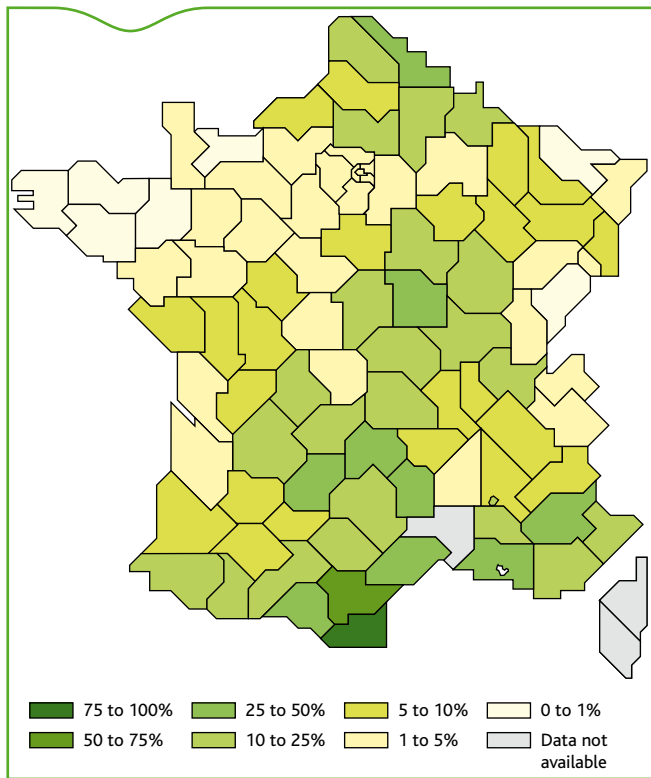 75 to 100%
25 to 50%
5 to 10%
0 to 1%
50 to 75%
10 to 25%
1 to 5%
Data not
available